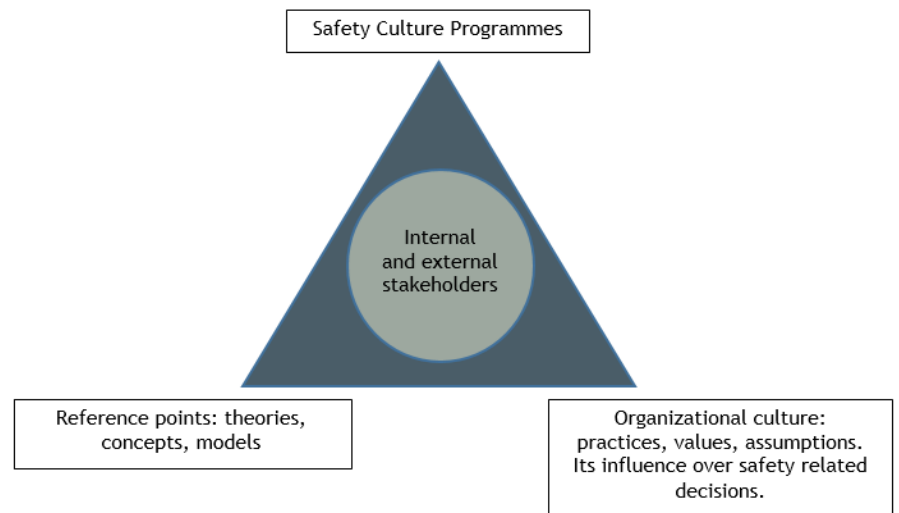 Safety Culture Programmes
Internal
and external
stakeholders
Reference points: theories,
concepts, models
Organizational culture:
practices, values, assumptions.
Its influence over safety related
decisions.